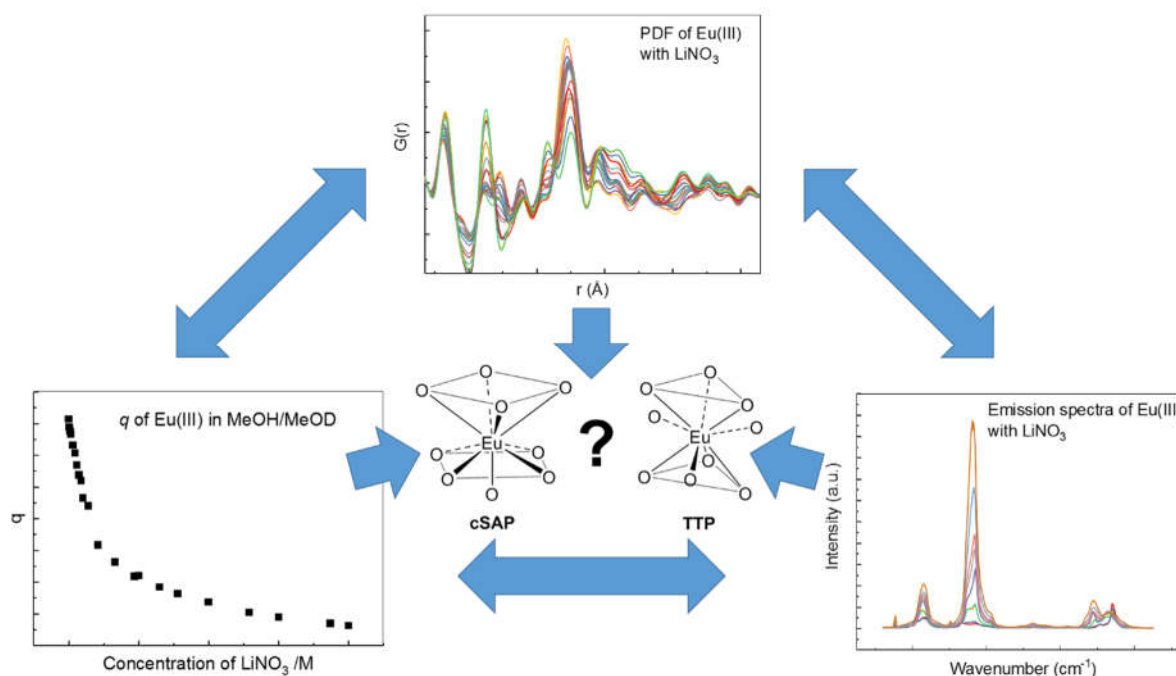 PDF of Eu(III)
with LiNO₃
G(r)
r (Å)
q of Eu(III) in MeOH/MeOD
q
Concentration of LiNO₃ /M
O
O
O
O
Eu
O
O
O
O
O
cSAP
?
O
O
O
O
O
Eu
O
O
O
O
TTP
Emission spectra of Eu(III)
with LiNO₃
Intensity (a.u.)
Wavenumber (cm⁻¹)